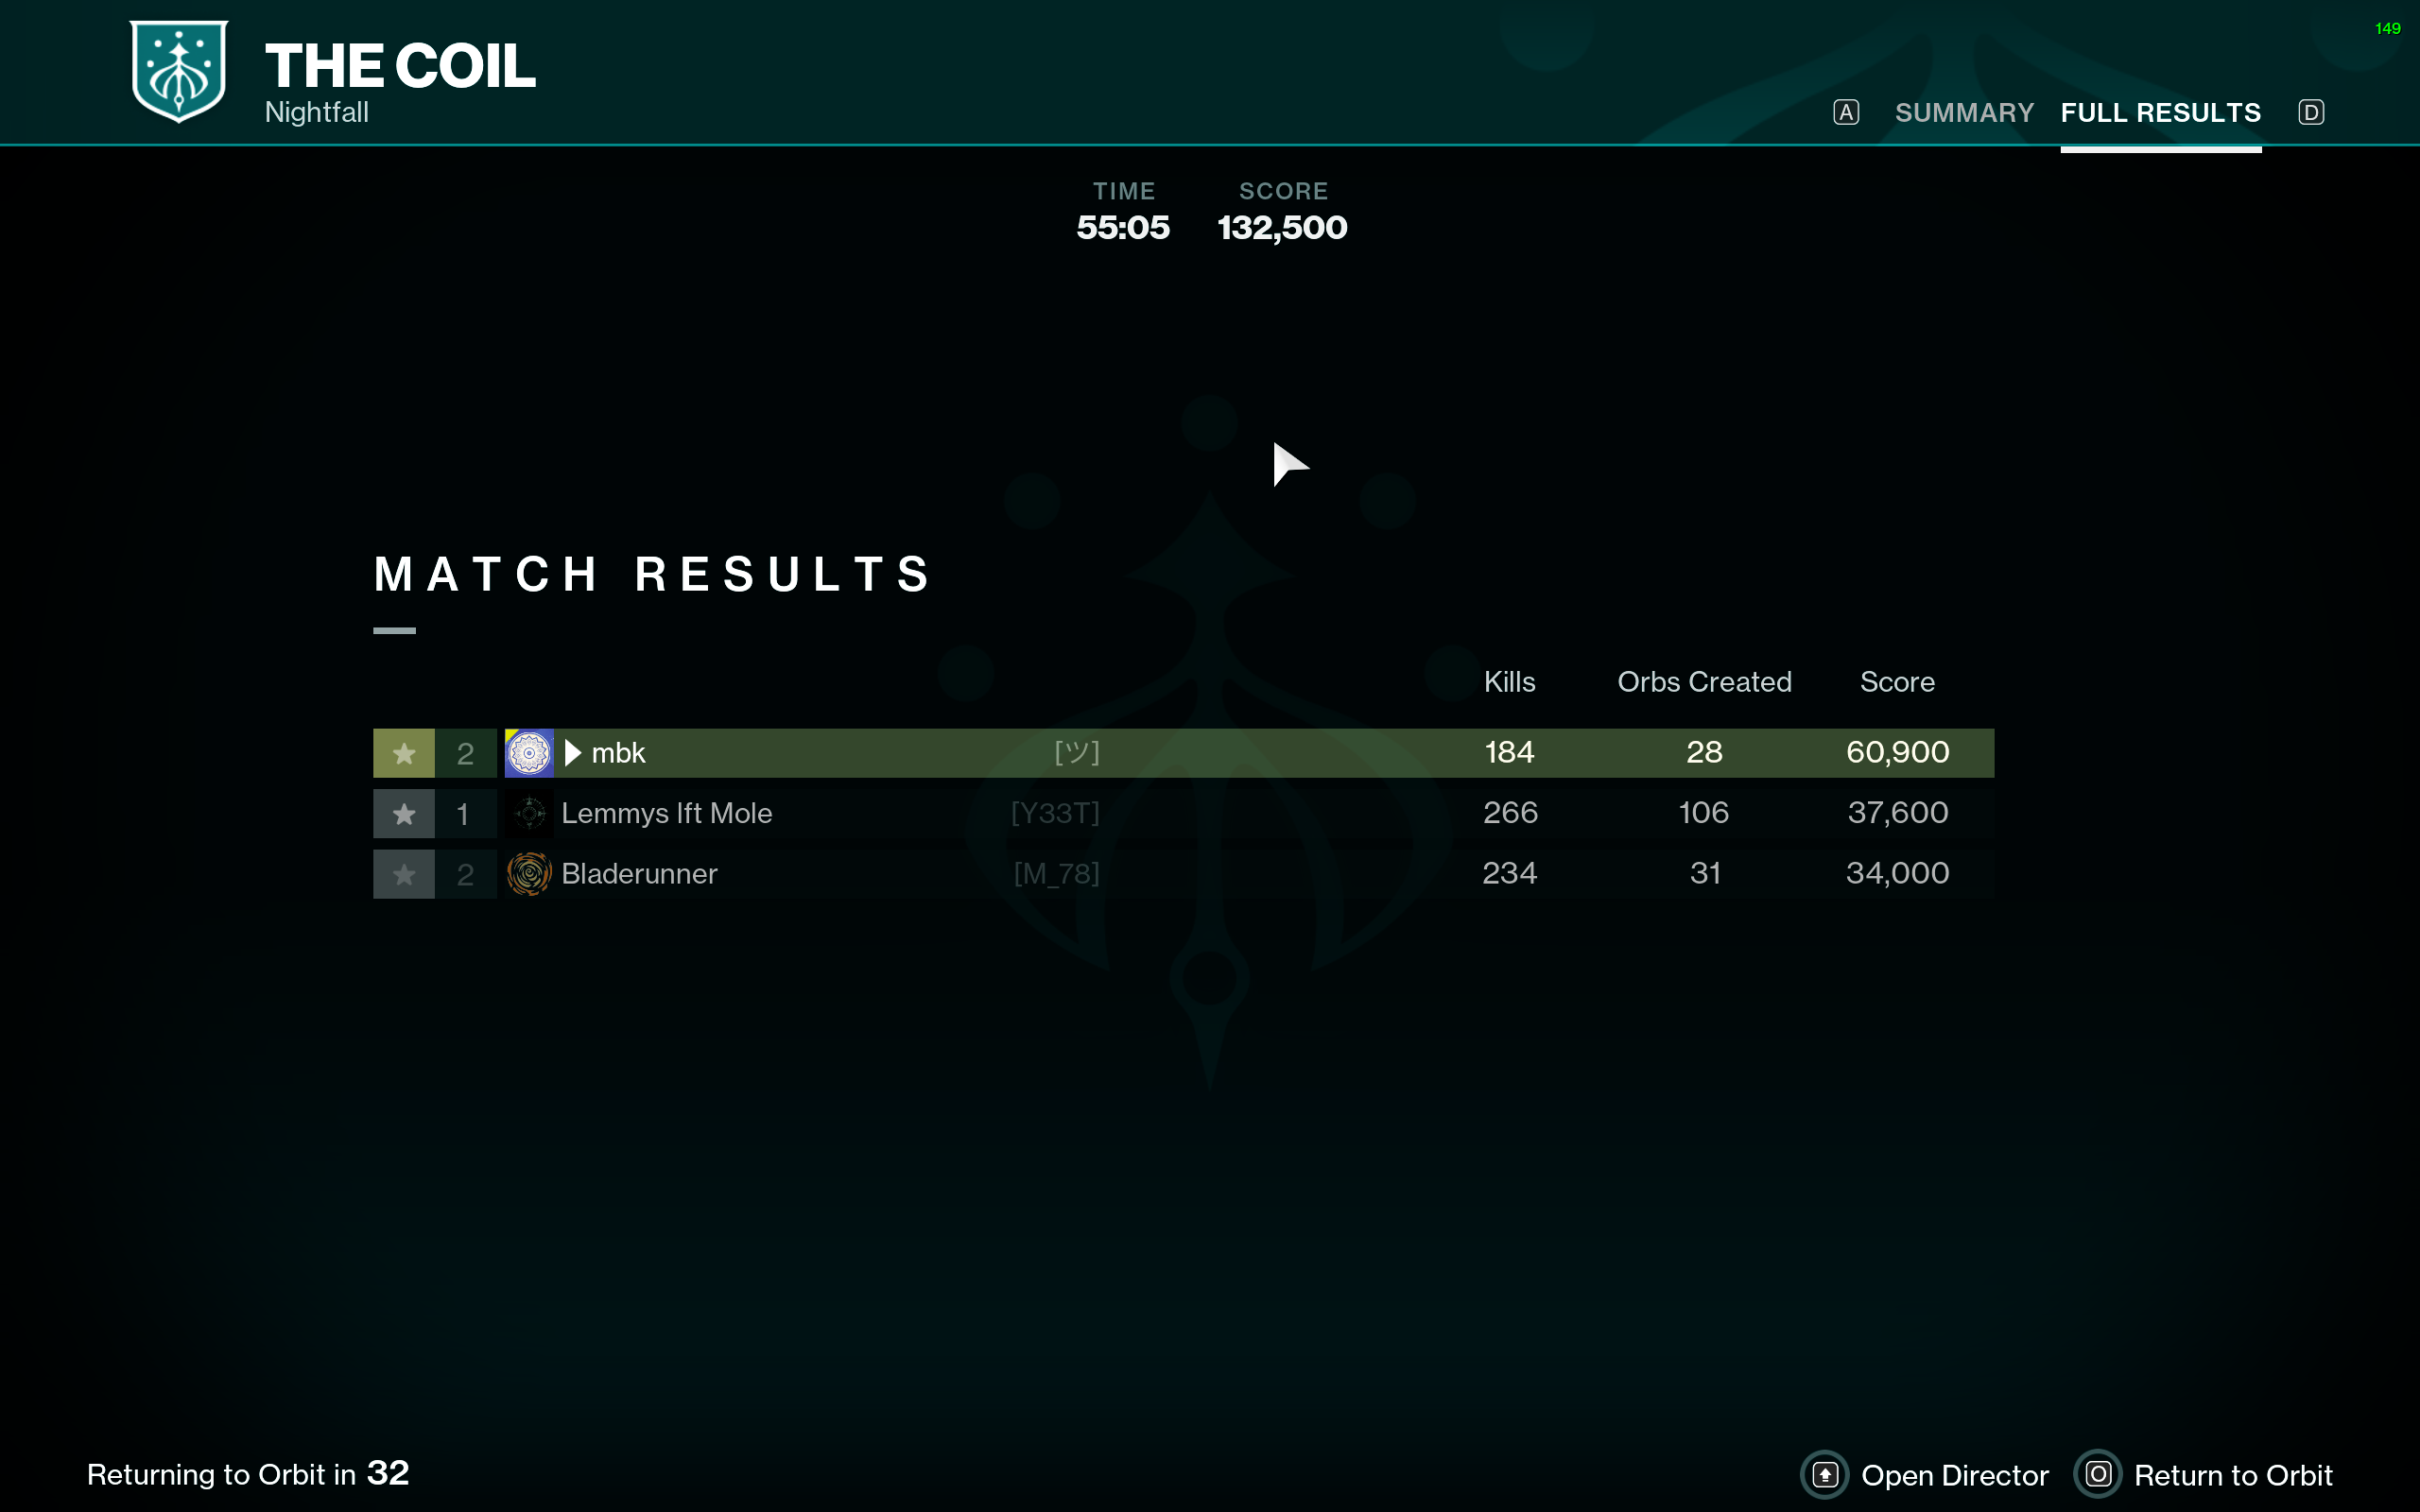 149
THE COIL
Nightfall
A SUMMARY FULL RESULTS D
TIME SCORE
55:05 132,500
MATCH RESULTS
Kills Orbs Created Score
2 mbk [ツ] 184 28 60,900
1 Lemmys lft Mole [Y33T] 266 106 37,600
2 Bladerunner [M_78] 234 31 34,000
Returning to Orbit in 32
Open Director O Return to Orbit